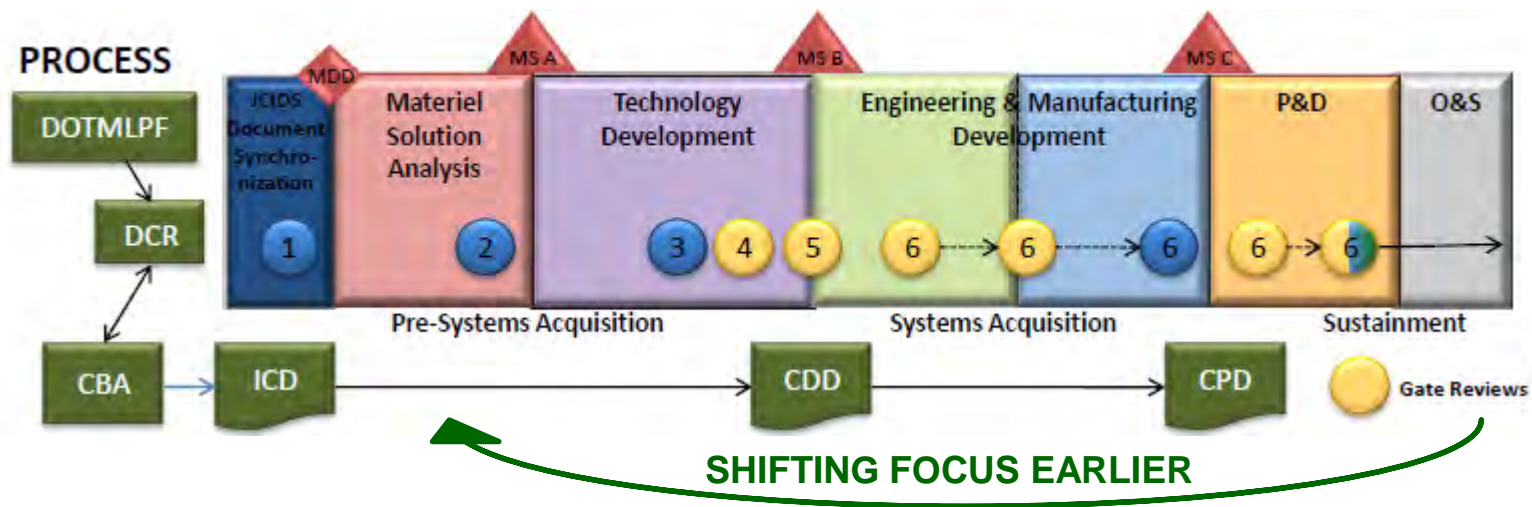 PROCESS
DOTMLPF
DCR
CBA
MDD
MS A
MS B
MS C
JCIDS
Document
Synchro-
nization
Materiel
Solution
Analysis
Technology
Development
Engineering & Manufacturing
Development
P&D
O&S
1
2
3
4
5
6
6
6
6
6
Pre-Systems Acquisition
Systems Acquisition
Sustainment
ICD
CDD
CPD
Gate Reviews
SHIFTING FOCUS EARLIER